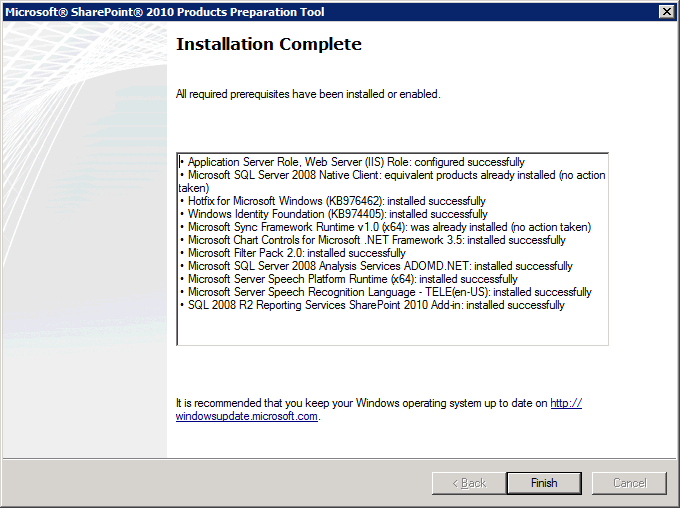 Microsoft® SharePoint® 2010 Products Preparation Tool
Installation Complete
All required prerequisites have been installed or enabled.
• Application Server Role, Web Server (IIS) Role: configured successfully
• Microsoft SQL Server 2008 Native Client: equivalent products already installed (no action
taken)
• Hotfix for Microsoft Windows (KB976462): installed successfully
• Windows Identity Foundation (KB974405): installed successfully
• Microsoft Sync Framework Runtime v1.0 (x64): was already installed (no action taken)
• Microsoft Chart Controls for Microsoft .NET Framework 3.5: installed successfully
• Microsoft Filter Pack 2.0: installed successfully
• Microsoft SQL Server 2008 Analysis Services ADOMD.NET: installed successfully
• Microsoft Server Speech Platform Runtime (x64): installed successfully
• Microsoft Server Speech Recognition Language - TELE(en-US): installed successfully
• SQL 2008 R2 Reporting Services SharePoint 2010 Add-in: installed successfully
It is recommended that you keep your Windows operating system up to date on http://
windowsupdate.microsoft.com.
< Back
Finish
Cancel